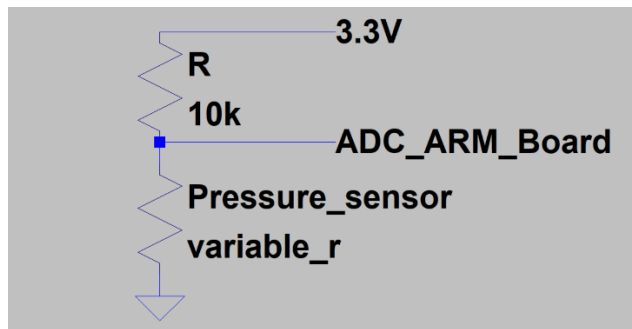 3.3V
R
10k
ADC_ARM_Board
Pressure_sensor
variable_r